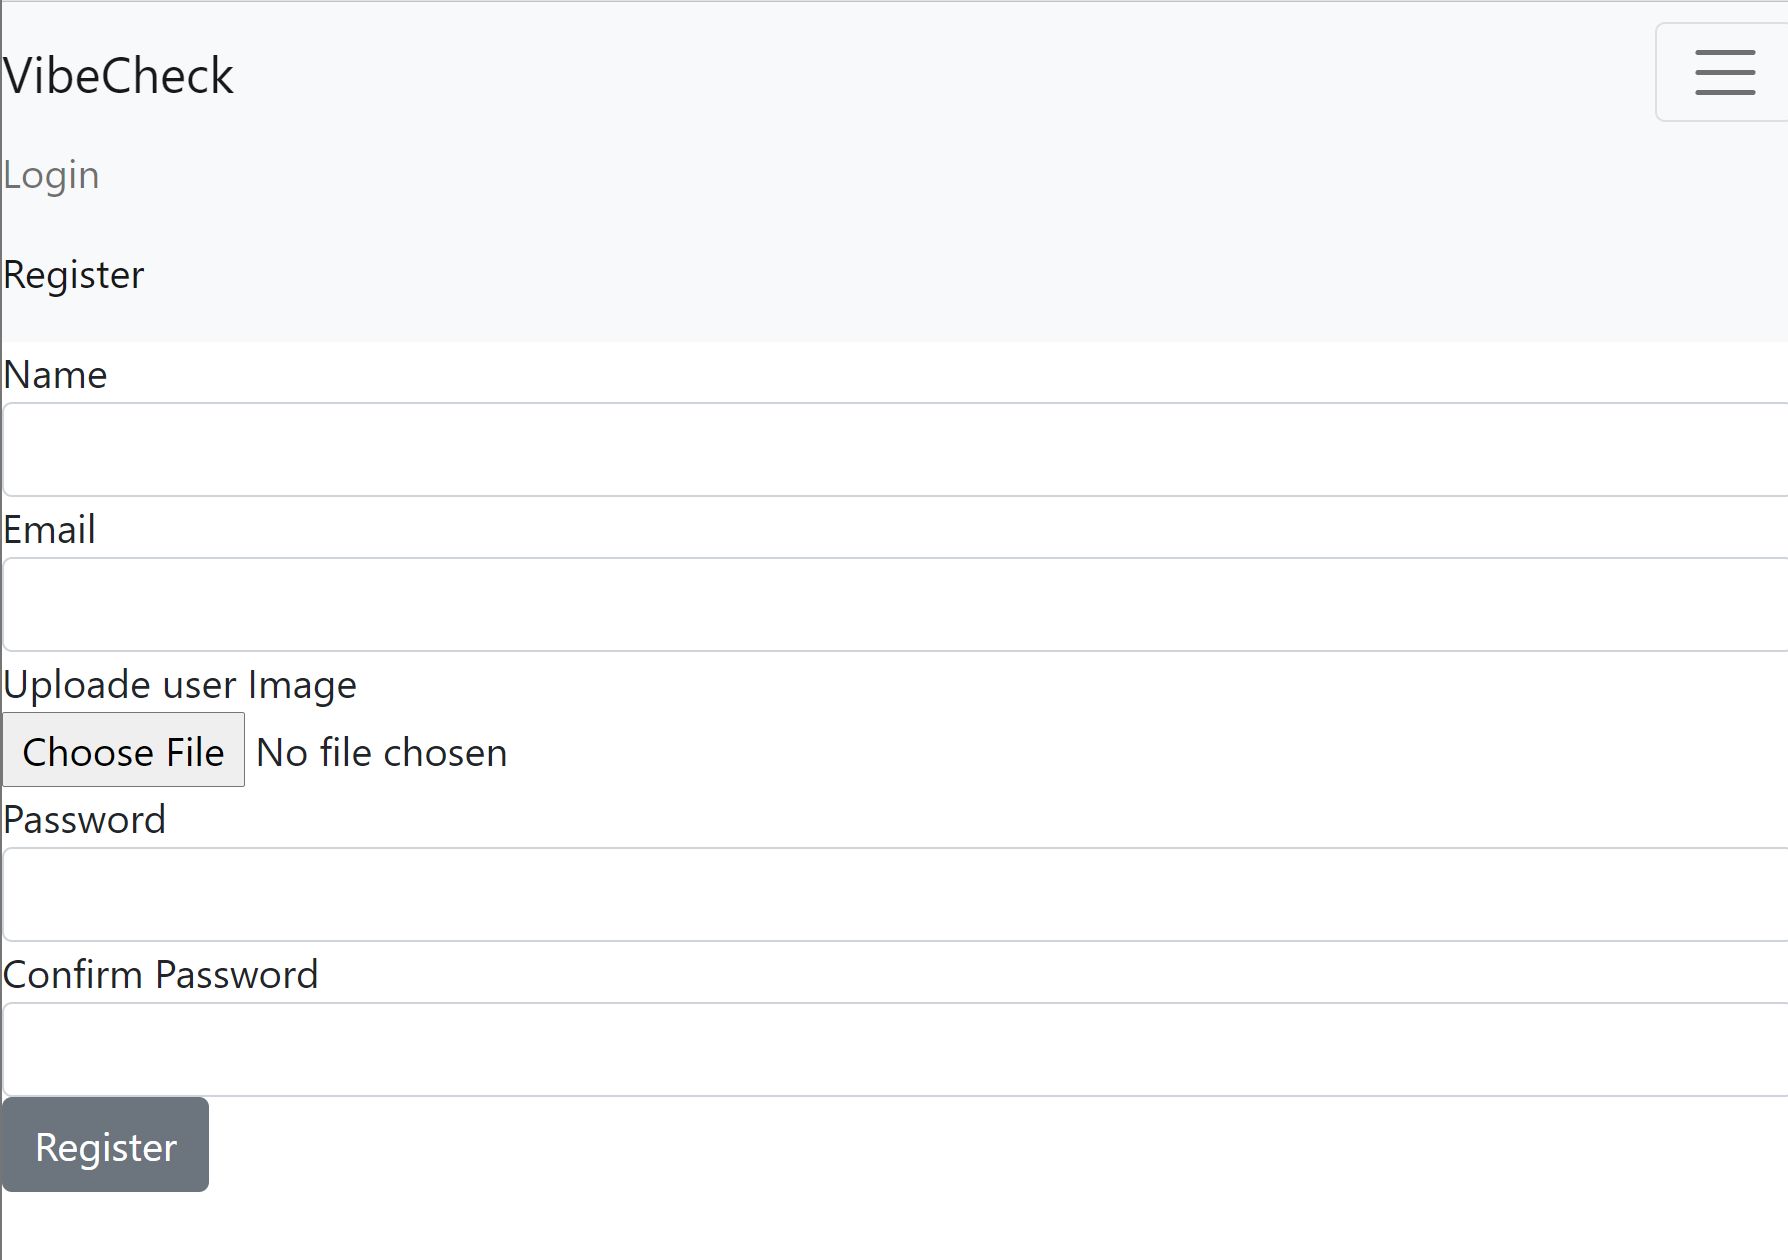 VibeCheck
Login
Register
Name
Email
Uploade user Image
Choose File No file chosen
Password
Confirm Password
Register